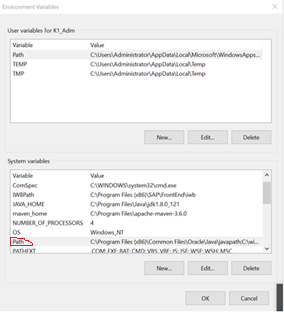 Environment Variables
User variables for K1_Adm
Variable Value
Path C:\Users\Administrator\AppData\Local\Microsoft\WindowsApps...
TEMP C:\Users\Administrator\AppData\Local\Temp
TMP C:\Users\Administrator\AppData\Local\Temp
New... Edit... Delete
System variables
Variable Value
ComSpec C:\WINDOWS\system32\cmd.exe
IWBPath C:\Program Files (x86)\SAP\FrontEnd\iwb
JAVA_HOME C:\Program Files\Java\jdk1.8.0_121
maven_home C:\Program Files\apache-maven-3.6.0
NUMBER_OF_PROCESSORS 4
OS Windows_NT
Path C:\Program Files (x86)\Common Files\Oracle\Java\javapath;C:\wi...
PATHEXT .COM;.EXE;.BAT;.CMD;.VBS;.VBE;.JS;.JSE;.WSF;.WSH;.MSC
New... Edit... Delete
OK Cancel